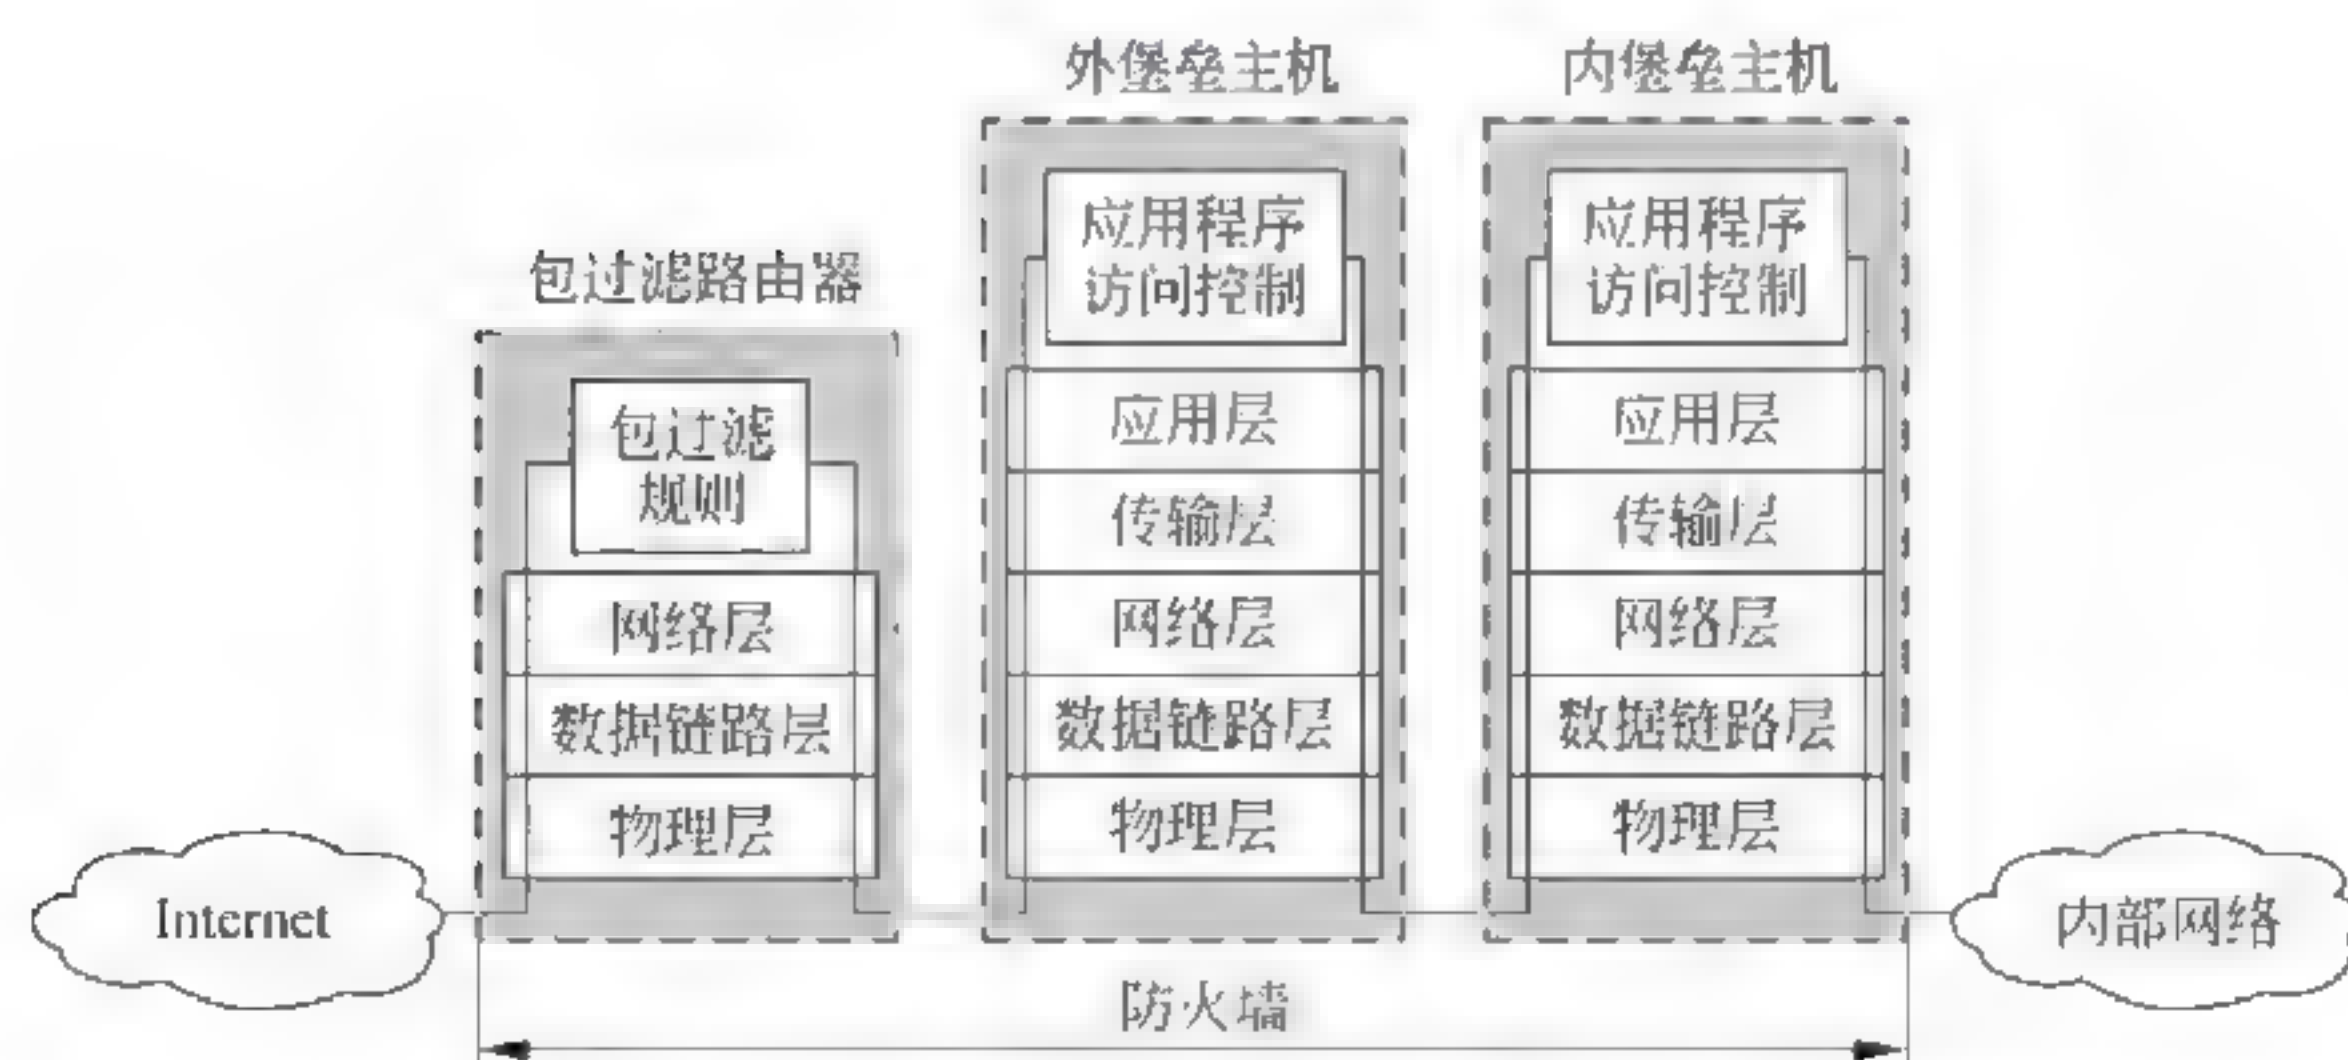 外堡垒主机
内堡垒主机
包过滤路由器
应用程序
访问控制
应用程序
访问控制
包过滤
规则
应用层
应用层
传输层
传输层
网络层
网络层
网络层
数据链路层
数据链路层
数据链路层
物理层
物理层
物理层
Internet
内部网络
防火墙